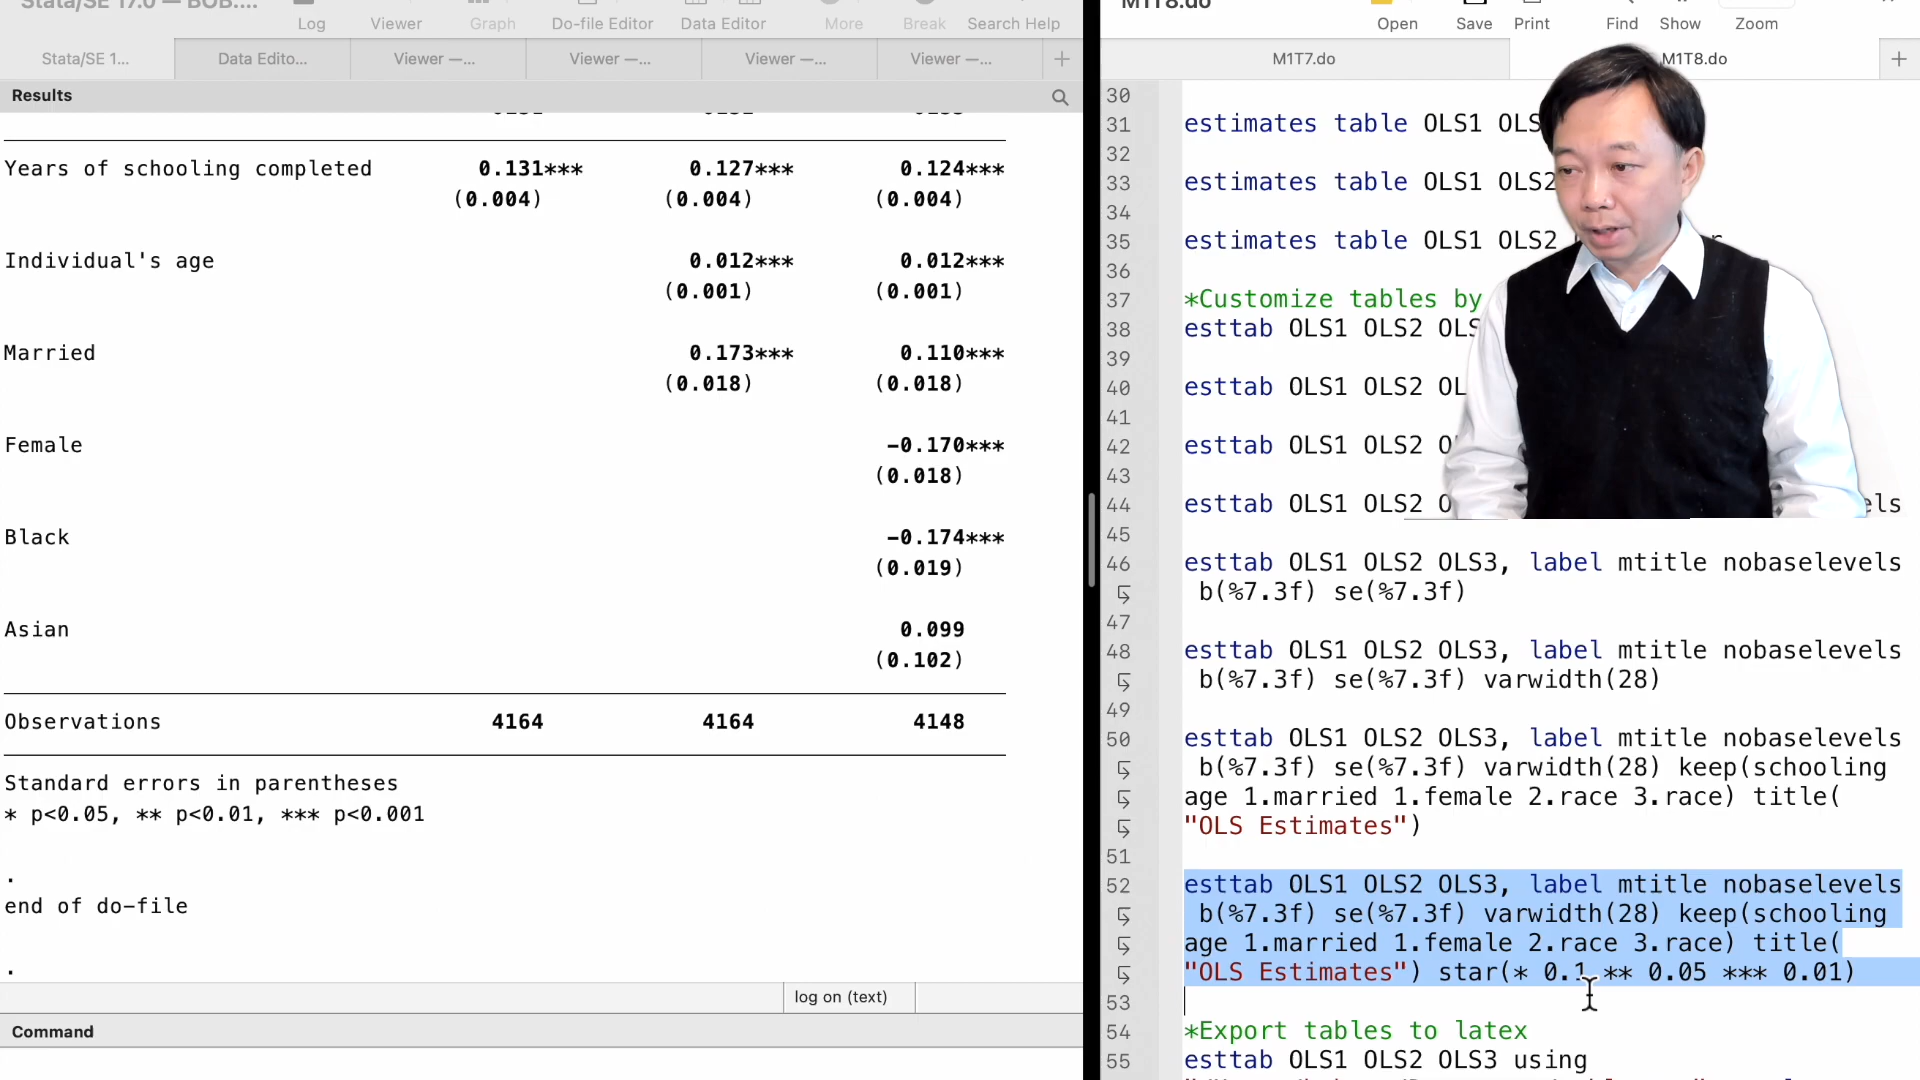 Stata/SE 17.0 — BOB....
Log
Viewer
Graph
Do-file Editor
Data Editor
More
Break
Search Help
Stata/SE 1...
Data Edito...
Viewer —...
Viewer —...
Viewer —...
Viewer —...
Results
Years of schooling completed 0.131*** 0.127*** 0.124***
(0.004) (0.004) (0.004)
Individual's age 0.012*** 0.012***
(0.001) (0.001)
Married 0.173*** 0.110***
(0.018) (0.018)
Female -0.170***
(0.018)
Black -0.174***
(0.019)
Asian 0.099
(0.102)
Observations 4164 4164 4148
Standard errors in parentheses
* p<0.05, ** p<0.01, *** p<0.001
.
end of do-file
.
log on (text)
Command
M1T8.do
Open
Save
Print
Find
Show
Zoom
M1T7.do
M1T8.do
30
31 estimates table OLS1 OLS
32
33 estimates table OLS1 OLS2
34
35 estimates table OLS1 OLS2
36
37 *Customize tables by
38 esttab OLS1 OLS2 OLS
39
40 esttab OLS1 OLS2 OL
41
42 esttab OLS1 OLS2
43
44 esttab OLS1 OLS2 els
45
46 esttab OLS1 OLS2 OLS3, label mtitle nobaselevels
b(%7.3f) se(%7.3f)
47
48 esttab OLS1 OLS2 OLS3, label mtitle nobaselevels
b(%7.3f) se(%7.3f) varwidth(28)
49
50 esttab OLS1 OLS2 OLS3, label mtitle nobaselevels
b(%7.3f) se(%7.3f) varwidth(28) keep(schooling
age 1.married 1.female 2.race 3.race) title(
"OLS Estimates")
51
52 esttab OLS1 OLS2 OLS3, label mtitle nobaselevels
b(%7.3f) se(%7.3f) varwidth(28) keep(schooling
age 1.married 1.female 2.race 3.race) title(
"OLS Estimates") star(* 0.1 ** 0.05 *** 0.01)
53
54 *Export tables to latex
55 esttab OLS1 OLS2 OLS3 using